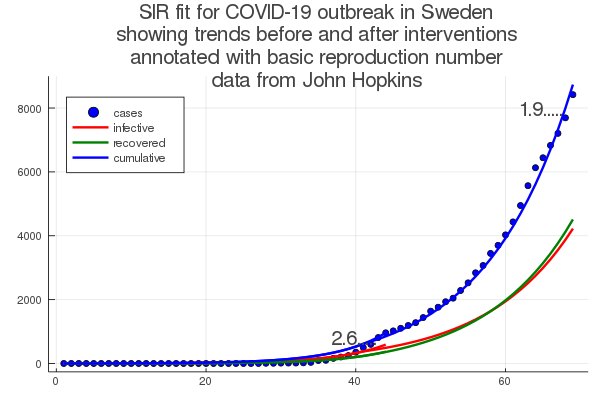 SIR fit for COVID-19 outbreak in Sweden
showing trends before and after interventions
annotated with basic reproduction number
data from John Hopkins
cases
infective
recovered
cumulative
8000
6000
4000
2000
0
1.9.....
2.6....
0
20
40
60